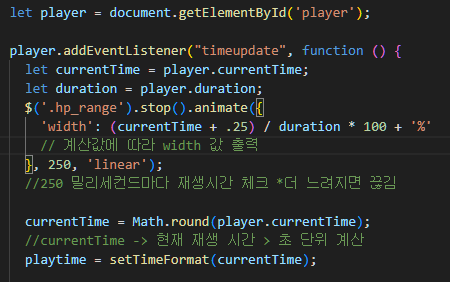 let player = document.getElementById('player');
player.addEventListener("timeupdate", function () {
let currentTime = player.currentTime;
let duration = player.duration;
$('.hp_range').stop().animate({
'width': (currentTime + .25) / duration * 100 + '%'
// 계산값에 따라 width 값 출력
}, 250, 'linear');
//250 밀리세컨드마다 재생시간 체크 *더 느려지면 끊김
currentTime = Math.round(player.currentTime);
//currentTime -> 현재 재생 시간 > 초 단위 계산
playtime = setTimeFormat(currentTime);